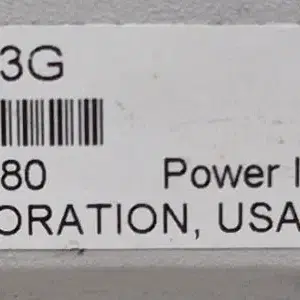 3G
80 Power I
ORATION, USA